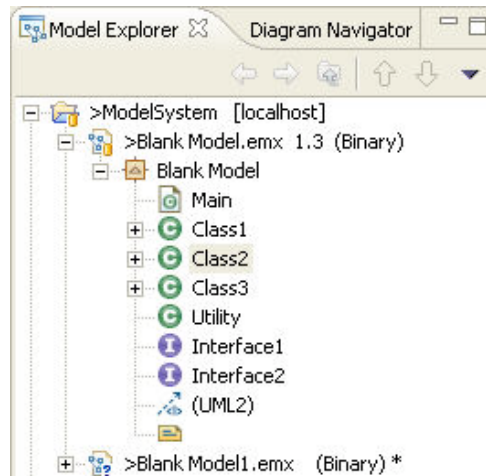 Model Explorer Diagram Navigator
>ModelSystem [localhost]
>Blank Model.emx 1.3 (Binary)
Blank Model
Main
Class1
Class2
Class3
Utility
Interface1
Interface2
(UML2)
>Blank Model1.emx (Binary) *